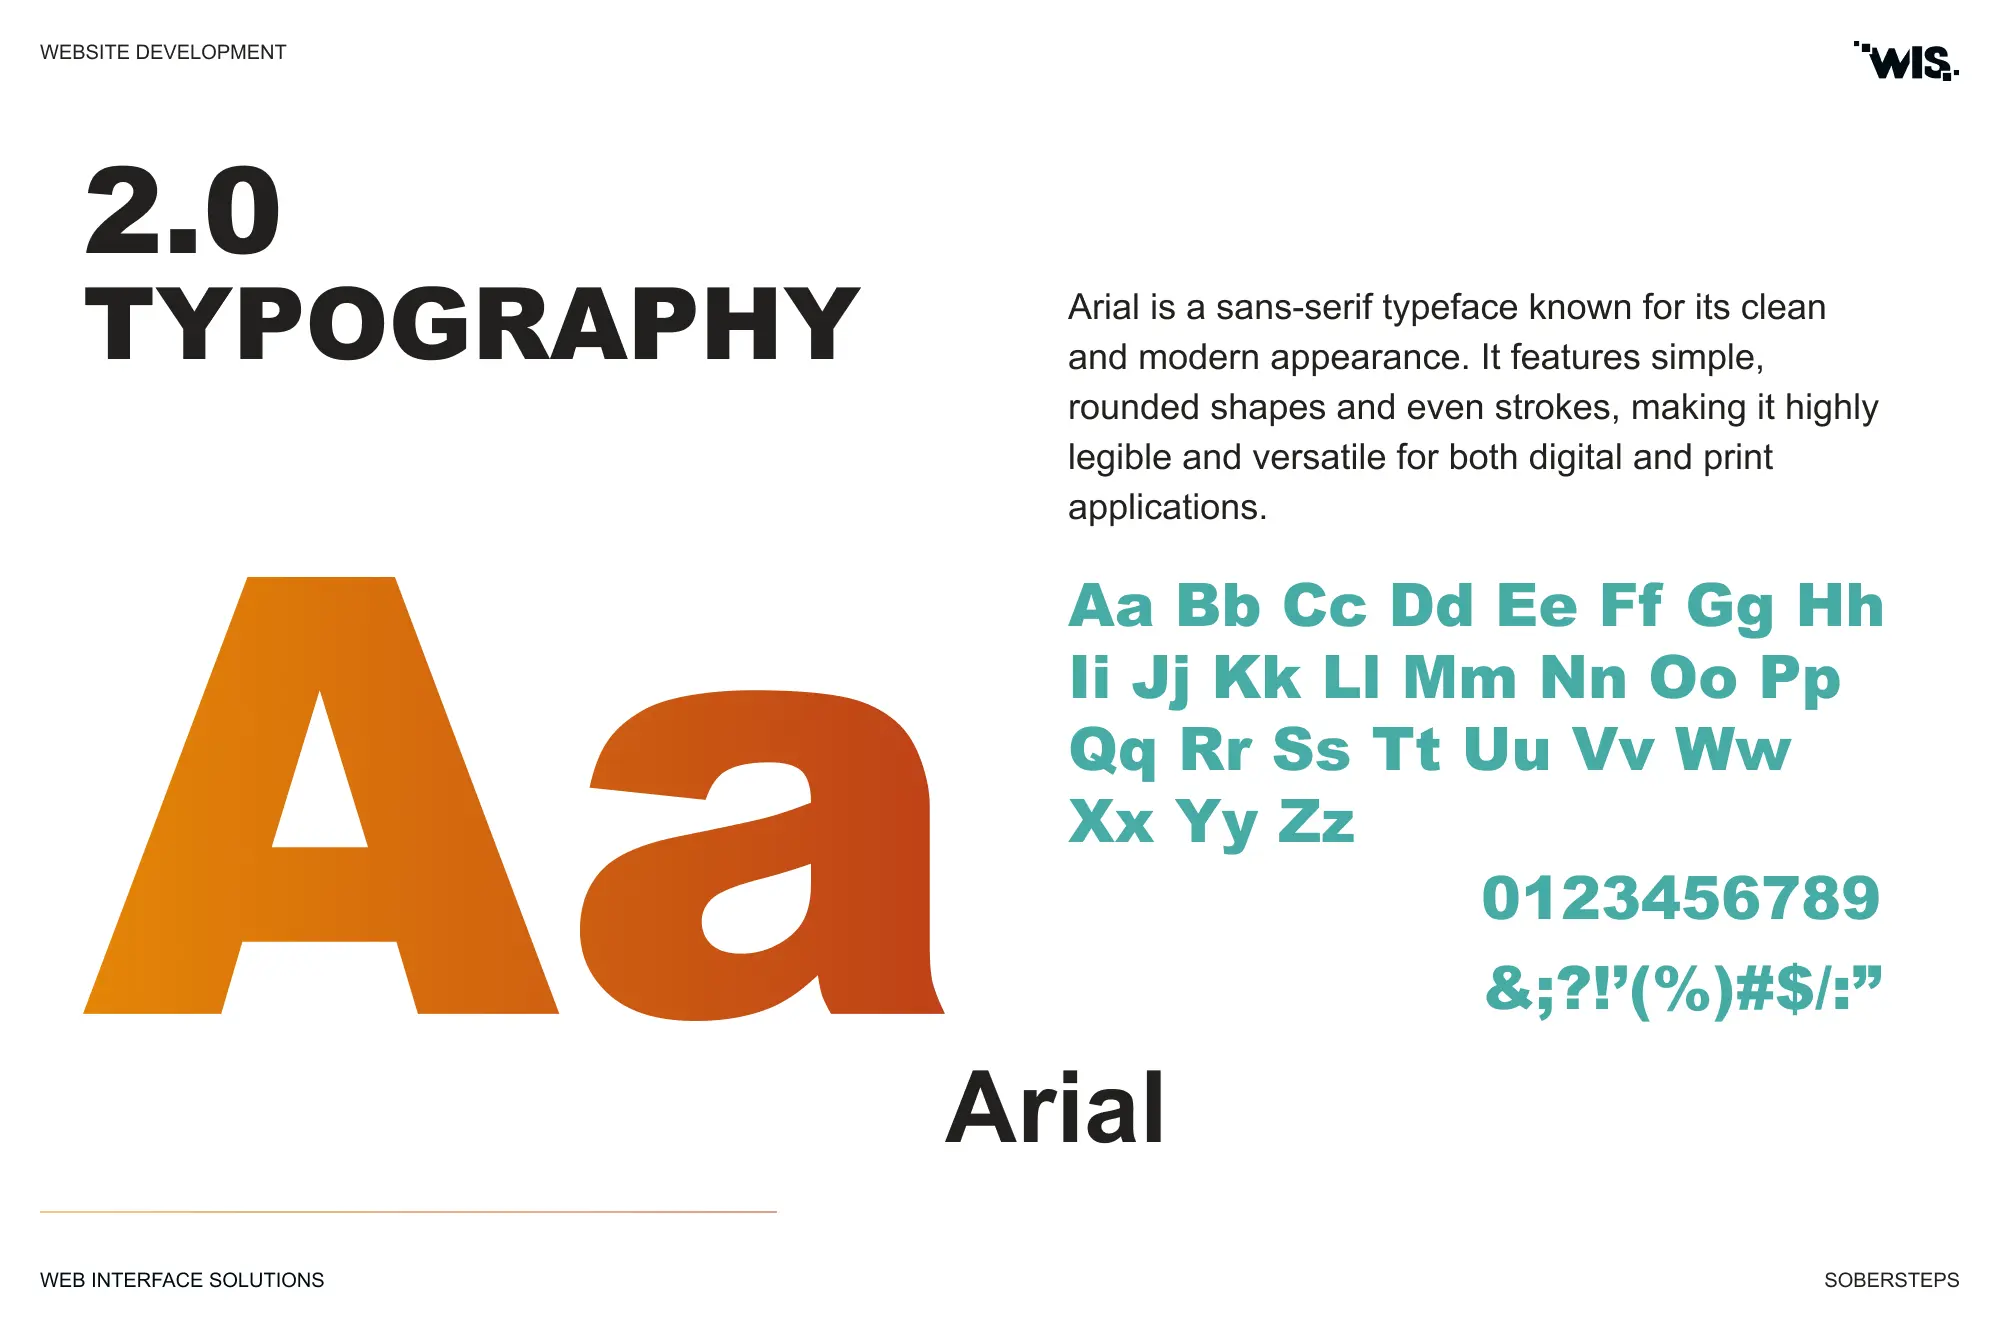 WEBSITE DEVELOPMENT
WIS.
2.0
TYPOGRAPHY
Arial is a sans-serif typeface known for its clean
and modern appearance. It features simple,
rounded shapes and even strokes, making it highly
legible and versatile for both digital and print
applications.
Aa
Aa Bb Cc Dd Ee Ff Gg Hh
Ii Jj Kk Ll Mm Nn Oo Pp
Qq Rr Ss Tt Uu Vv Ww
Xx Yy Zz
0123456789
&;?!’(%)#$/:”
Arial
WEB INTERFACE SOLUTIONS
SOBERSTEPS